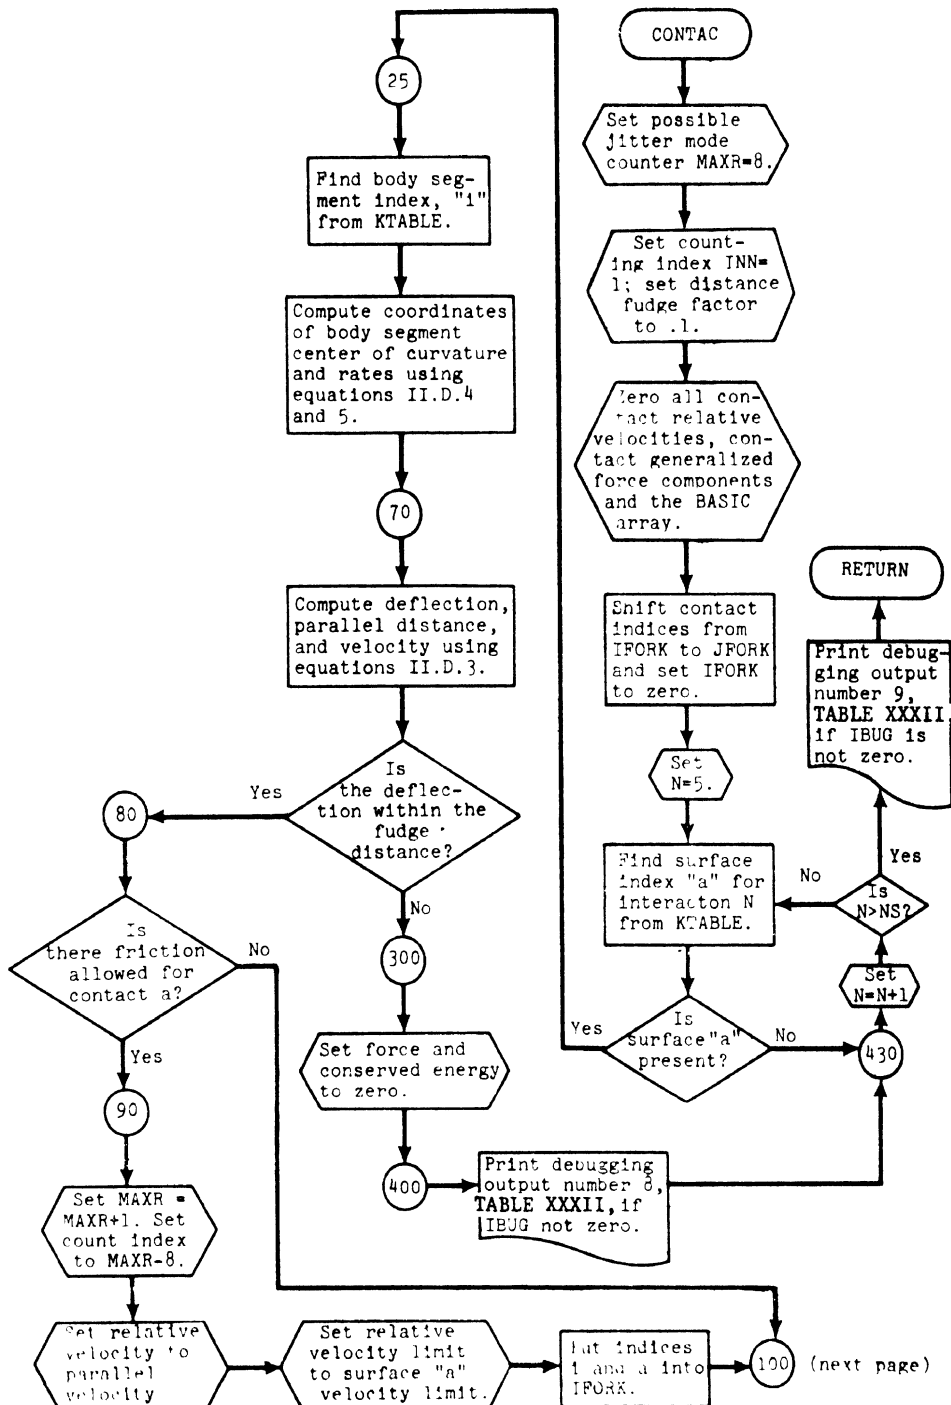 CONTAC
Set possible
jitter mode
counter MAXR=8.
Set count-
ing index INN=
1; set distance
fudge factor
to .1.
Zero all con-
tact relative
velocities, con-
tact generalized
force components
and the BASIC
array.
Shift contact
indices from
IFORK to JFORK
and set IFORK
to zero.
Set
N=5.
Find surface
index "a" for
interacton N
from KTABLE.
Is
surface "a"
present?
Yes
No
25
Find body seg-
ment index, "i"
from KTABLE.
Compute coordinates
of body segment
center of curvature
and rates using
equations II.D.4
and 5.
70
Compute deflection,
parallel distance,
and velocity using
equations II.D.3.
Is
the deflec-
tion within the
fudge
distance?
Yes
No
80
Is
there friction
allowed for
contact a?
No
Yes
90
Set MAXR =
MAXR+1. Set
count index
to MAXR-8.
Set relative
velocity to
parallel
velocity
Set relative
velocity limit
to surface "a"
velocity limit.
Put indices
i and a into
IFORK.
100 (next page)
300
Set force and
conserved energy
to zero.
400
Print debugging
output number 8,
TABLE XXXII, if
IBUG not zero.
430
Set
N=N+1
Is
N>NS?
No
Yes
Print debug-
ging output
number 9,
TABLE XXXII
if IBUG is
not zero.
RETURN